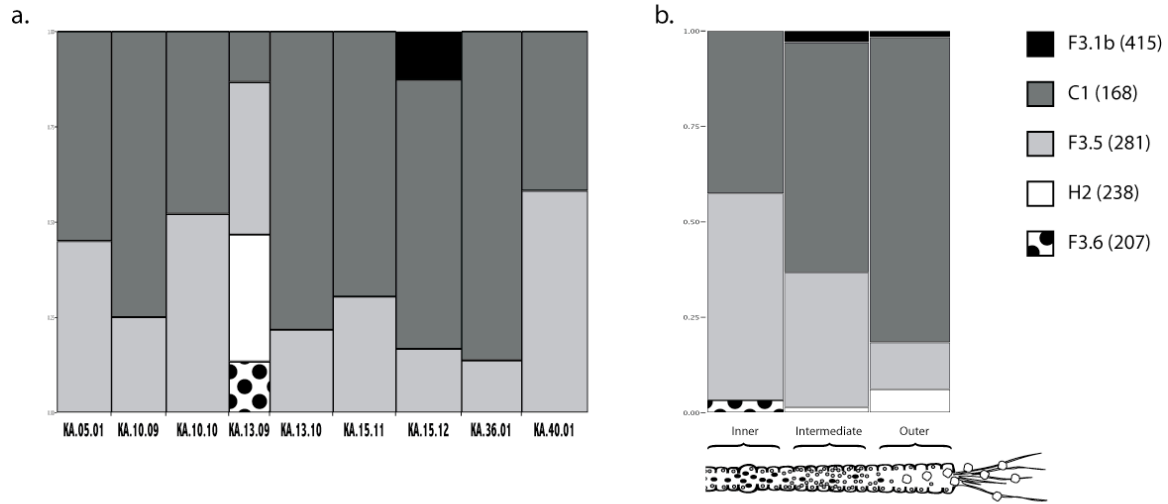 a.
b.
KA.05.01
KA.10.09
KA.10.10
KA.13.09
KA.13.10
KA.15.11
KA.15.12
KA.36.01
KA.40.01
1.00
0.75
0.50
0.25
0.00
Inner
Intermediate
Outer
F3.1b (415)
C1 (168)
F3.5 (281)
H2 (238)
F3.6 (207)